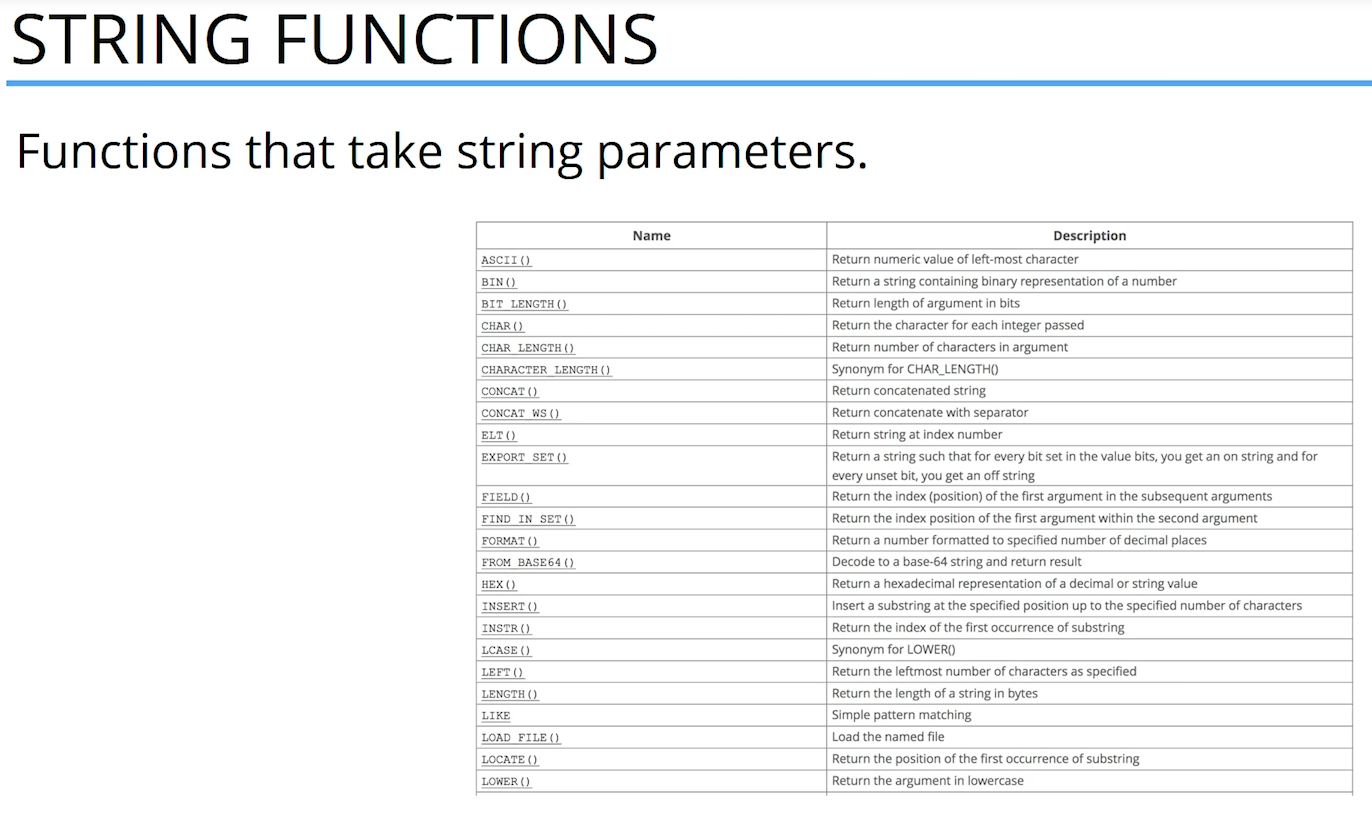 STRING FUNCTIONS
Functions that take string parameters.
Name Description
ASCII() Return numeric value of left-most character
BIN() Return a string containing binary representation of a number
BIT_LENGTH() Return length of argument in bits
CHAR() Return the character for each integer passed
CHAR_LENGTH() Return number of characters in argument
CHARACTER_LENGTH() Synonym for CHAR_LENGTH()
CONCAT() Return concatenated string
CONCAT_WS() Return concatenate with separator
ELT() Return string at index number
EXPORT_SET() Return a string such that for every bit set in the value bits, you get an on string and for
every unset bit, you get an off string
FIELD() Return the index (position) of the first argument in the subsequent arguments
FIND_IN_SET() Return the index position of the first argument within the second argument
FORMAT() Return a number formatted to specified number of decimal places
FROM_BASE64() Decode to a base-64 string and return result
HEX() Return a hexadecimal representation of a decimal or string value
INSERT() Insert a substring at the specified position up to the specified number of characters
INSTR() Return the index of the first occurrence of substring
LCASE() Synonym for LOWER()
LEFT() Return the leftmost number of characters as specified
LENGTH() Return the length of a string in bytes
LIKE Simple pattern matching
LOAD_FILE() Load the named file
LOCATE() Return the position of the first occurrence of substring
LOWER() Return the argument in lowercase